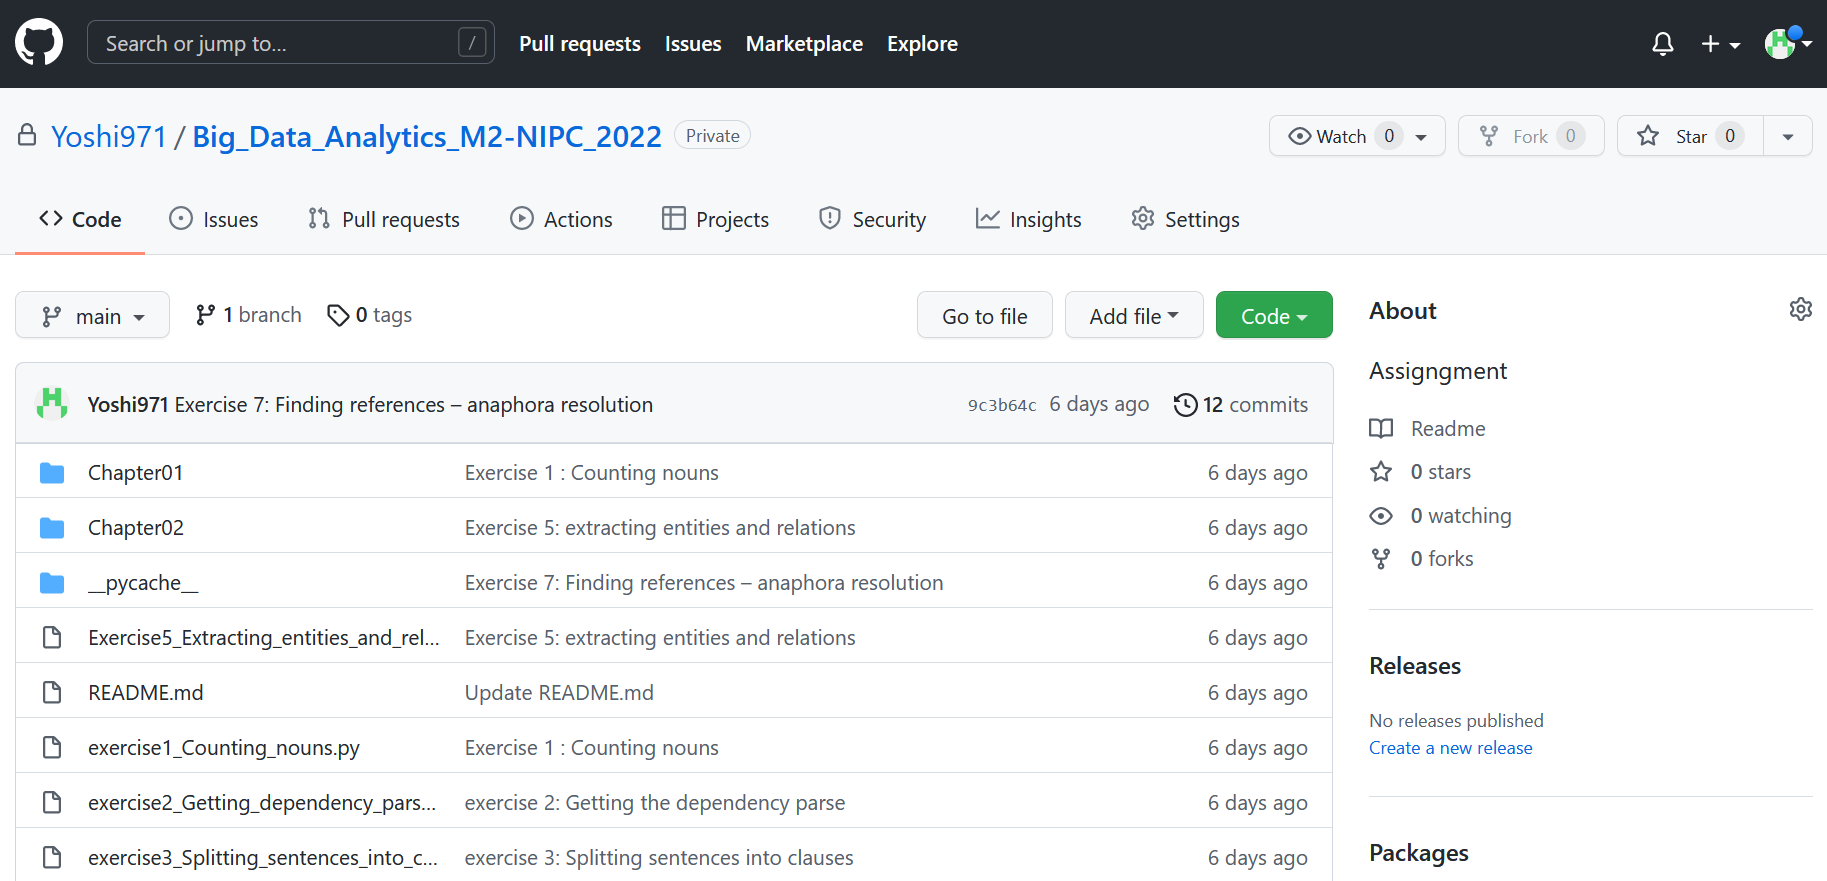 Search or jump to... / Pull requests Issues Marketplace Explore
Yoshi971 / Big_Data_Analytics_M2-NIPC_2022 Private Watch 0 Fork 0 Star 0
Code Issues Pull requests Actions Projects Security Insights Settings
main 1 branch 0 tags Go to file Add file Code
Yoshi971 Exercise 7: Finding references – anaphora resolution 9c3b64c 6 days ago 12 commits
Chapter01 Exercise 1 : Counting nouns 6 days ago
Chapter02 Exercise 5: extracting entities and relations 6 days ago
__pycache__ Exercise 7: Finding references – anaphora resolution 6 days ago
Exercise5_Extracting_entities_and_rel... Exercise 5: extracting entities and relations 6 days ago
README.md Update README.md 6 days ago
exercise1_Counting_nouns.py Exercise 1 : Counting nouns 6 days ago
exercise2_Getting_dependency_pars... exercise 2: Getting the dependency parse 6 days ago
exercise3_Splitting_sentences_into_c... exercise 3: Splitting sentences into clauses 6 days ago
About
Assigngment
Readme
0 stars
0 watching
0 forks
Releases
No releases published
Create a new release
Packages